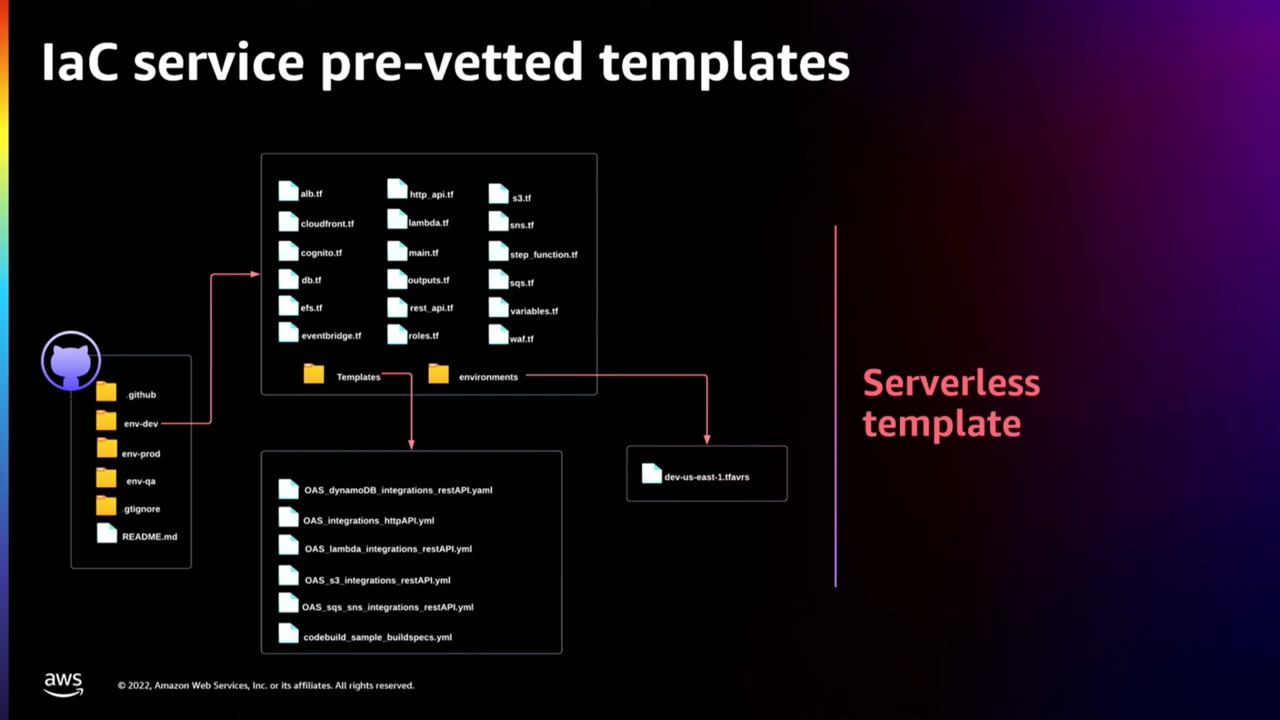 IaC service pre-vetted templates
alb.tf
cloudfront.tf
cognito.tf
db.tf
efs.tf
eventbridge.tf
http_api.tf
lambda.tf
main.tf
outputs.tf
rest_api.tf
roles.tf
s3.tf
sns.tf
step_function.tf
sqs.tf
variables.tf
waf.tf
Templates
environments
.github
env-dev
env-prod
env-qa
.gtignore
README.md
OAS_dynamoDB_integrations_restAPI.yaml
OAS_integrations_httpAPI.yml
OAS_lambda_integrations_restAPI.yml
OAS_s3_integrations_restAPI.yml
OAS_sqs_sns_integrations_restAPI.yml
codebuild_sample_buildspecs.yml
dev-us-east-1.tfavrs
Serverless
template
aws
© 2022, Amazon Web Services, Inc. or its affiliates. All rights reserved.